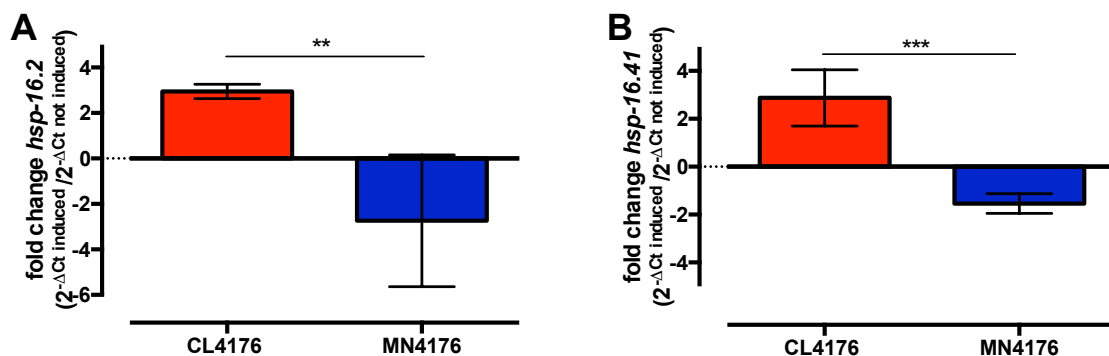 A
fold change hsp-16.2
(2^-ΔCt induced /2^-ΔCt not induced)
4
2
0
-2
-4
-6
**
CL4176
MN4176
B
fold change hsp-16.41
(2^-ΔCt induced /2^-ΔCt not induced)
4
2
0
-2
-4
***
CL4176
MN4176